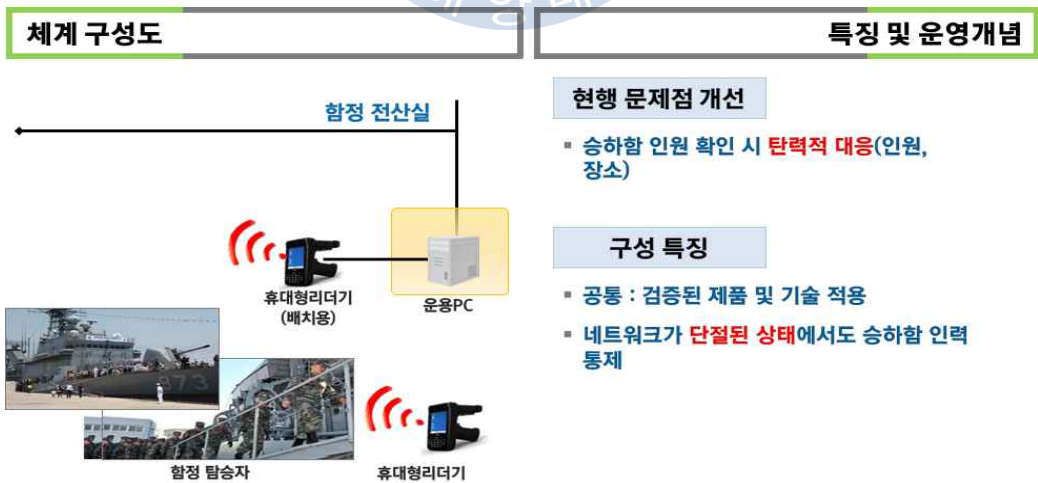 체계 구성도
특징 및 운영개념
함정 전산실
휴대형리더기
(배치용)
운용PC
973
함정 탑승자
휴대형리더기
현행 문제점 개선
▪ 승하함 인원 확인 시 탄력적 대응(인원,
장소)
구성 특징
▪ 공통 : 검증된 제품 및 기술 적용
▪ 네트워크가 단절된 상태에서도 승하함 인력
통제